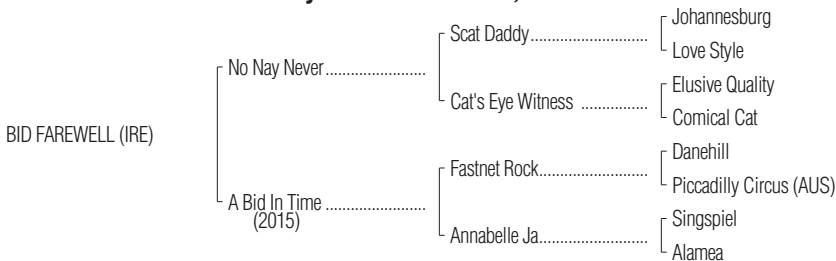 Johannesburg
Scat Daddy
Love Style
No Nay Never
Elusive Quality
Cat's Eye Witness
Comical Cat
BID FAREWELL (IRE)
Danehill
Fastnet Rock
Piccadilly Circus (AUS)
A Bid In Time
(2015)
Singspiel
Annabelle Ja
Alamea